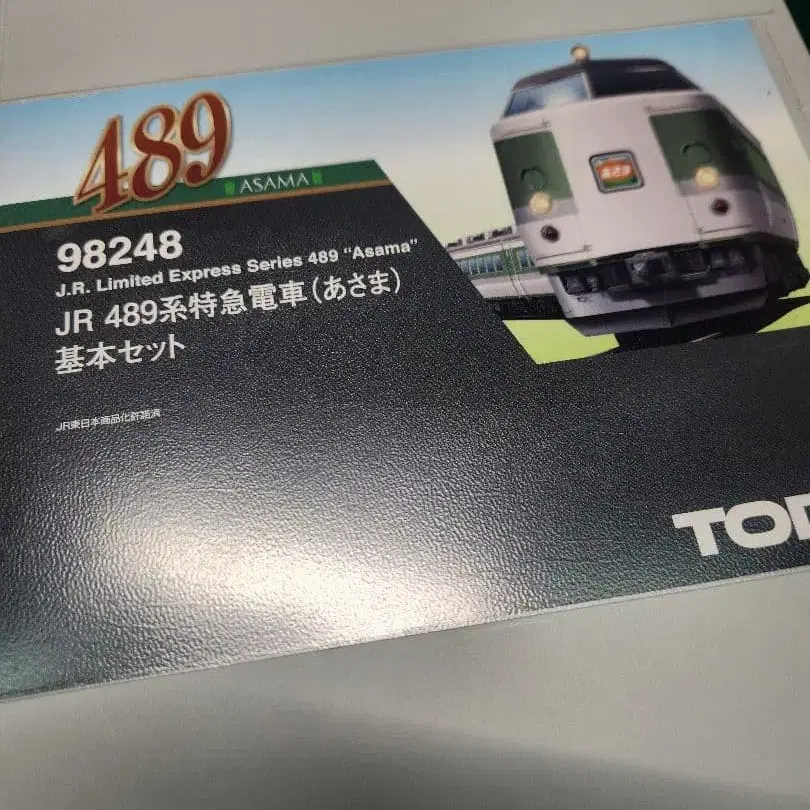 489
ASAMA
98248
J.R. Limited Express Series 489 "Asama"
JR 489系特急電車(あさま)
基本セット
JR東日本商品化許諾済
あさま
TO